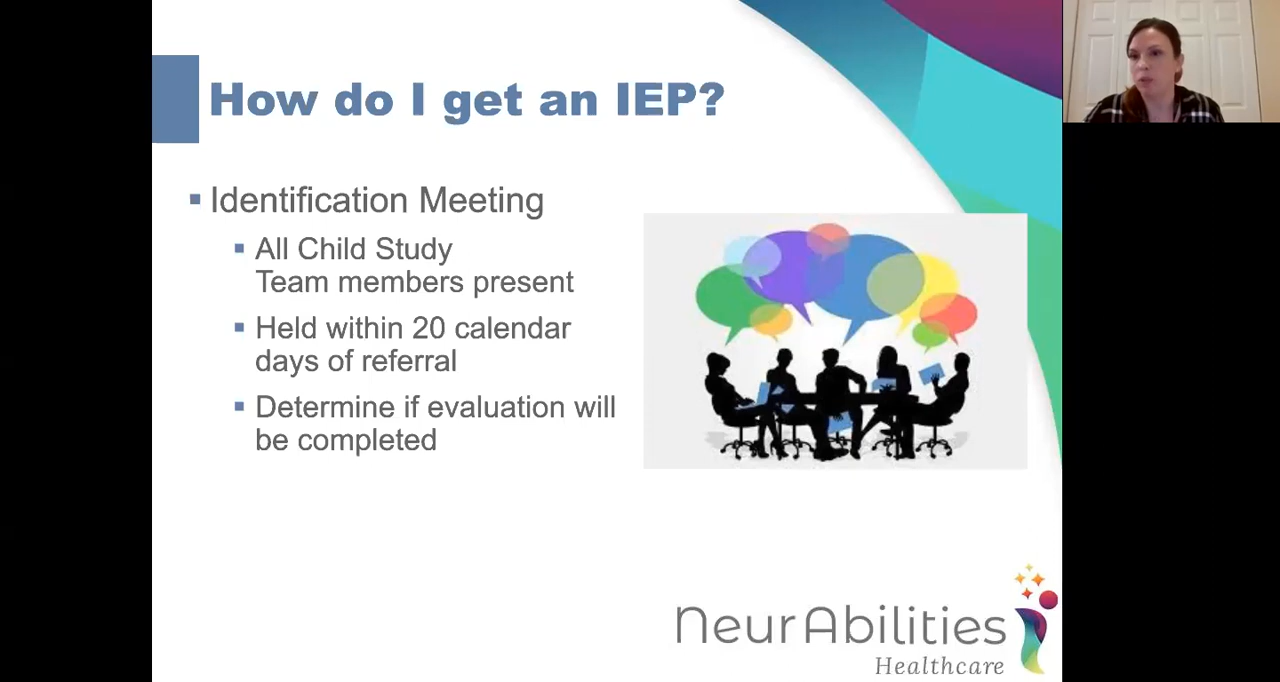 How do I get an IEP?
Identification Meeting
All Child Study
Team members present
Held within 20 calendar
days of referral
Determine if evaluation will
be completed
NeurAbilities
Healthcare